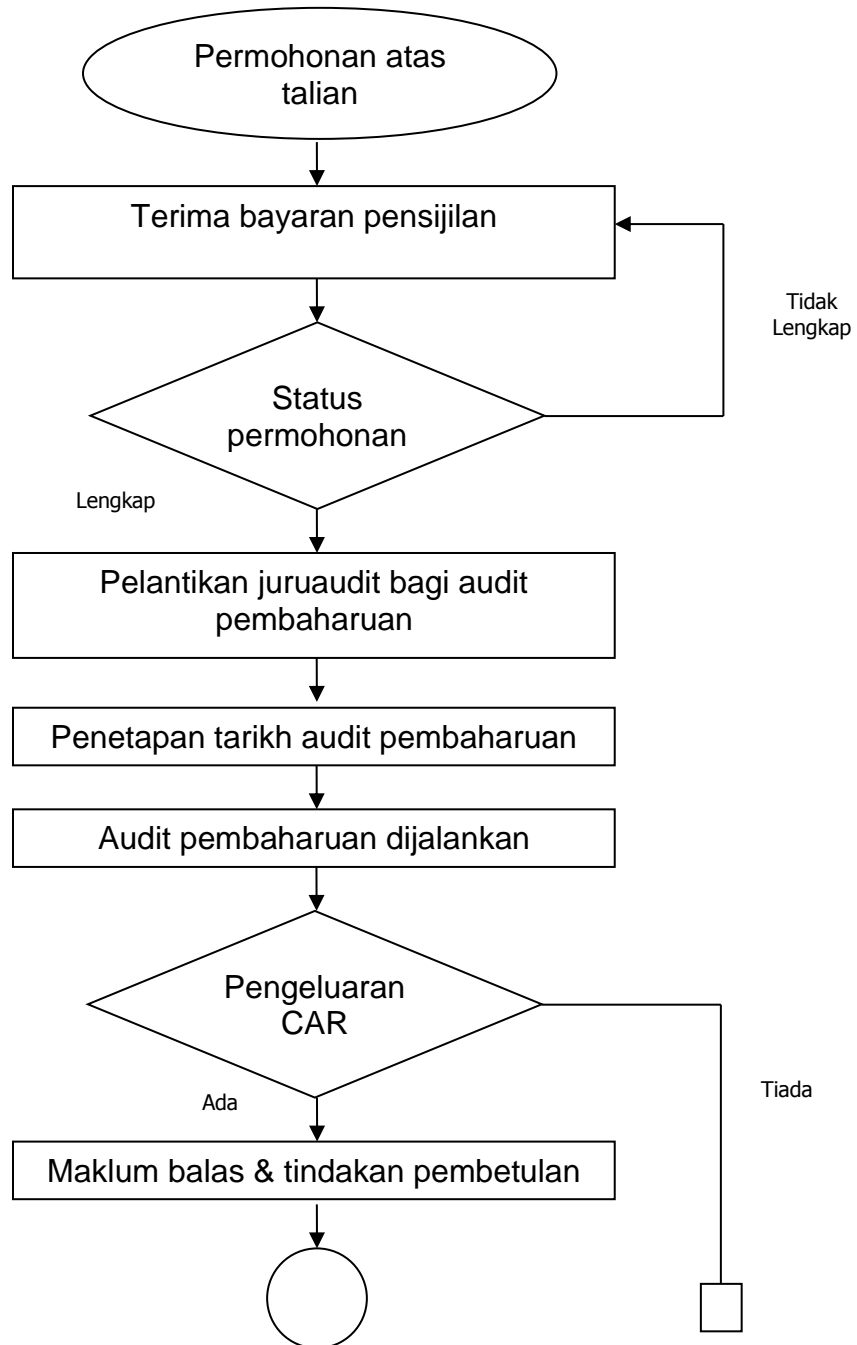 Permohonan atas
talian
Terima bayaran pensijilan
Tidak
Lengkap
Status
permohonan
Lengkap
Pelantikan juruaudit bagi audit
pembaharuan
Penetapan tarikh audit pembaharuan
Audit pembaharuan dijalankan
Pengeluaran
CAR
Tiada
Ada
Maklum balas & tindakan pembetulan